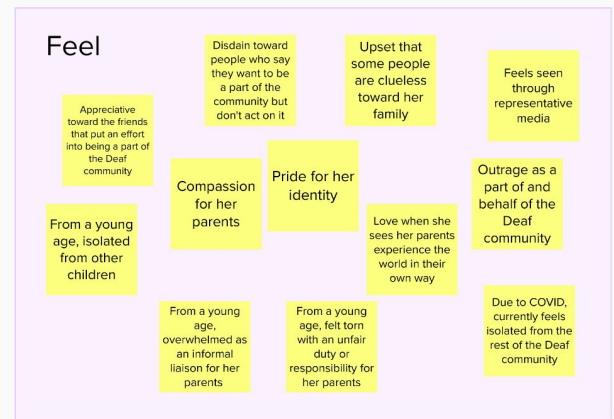 Feel
Disdain toward
people who say
they want to be
a part of the
community but
don't act on it
Upset that
some people
are clueless
toward her
family
Feels seen
through
representative
media
Appreciative
toward the friends
that put an effort
into being a part of
the Deaf
community
Compassion
for her
parents
Pride for her
identity
Outrage as a
part of and
behalf of the
Deaf
community
From a young
age, isolated
from other
children
Love when she
sees her parents
experience the
world in their
own way
From a young
age,
overwhelmed as
an informal
liaison for her
parents
From a young
age, felt torn
with an unfair
duty or
responsibility for
her parents
Due to COVID,
currently feels
isolated from the
rest of the Deaf
community